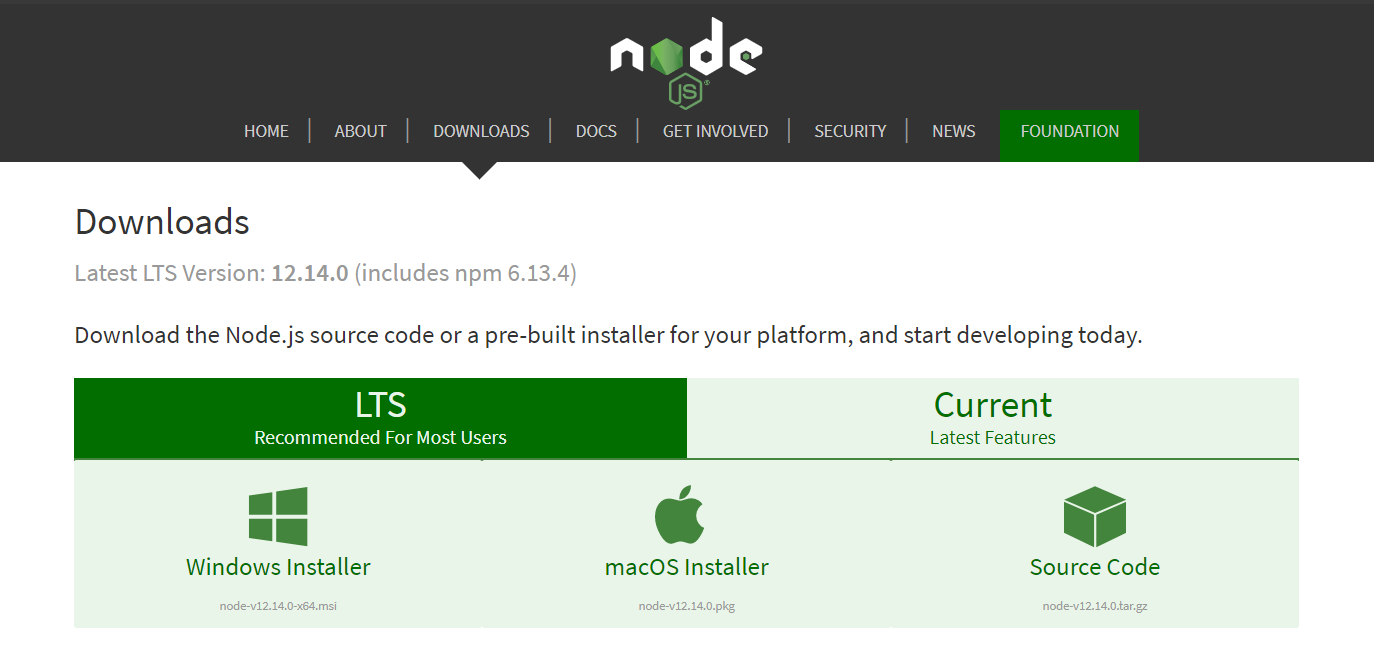 node
JS®
HOME | ABOUT | DOWNLOADS | DOCS | GET INVOLVED | SECURITY | NEWS FOUNDATION
Downloads
Latest LTS Version: 12.14.0 (includes npm 6.13.4)
Download the Node.js source code or a pre-built installer for your platform, and start developing today.
LTS
Recommended For Most Users
Current
Latest Features
Windows Installer
node-v12.14.0-x64.msi
macOS Installer
node-v12.14.0.pkg
Source Code
node-v12.14.0.tar.gz